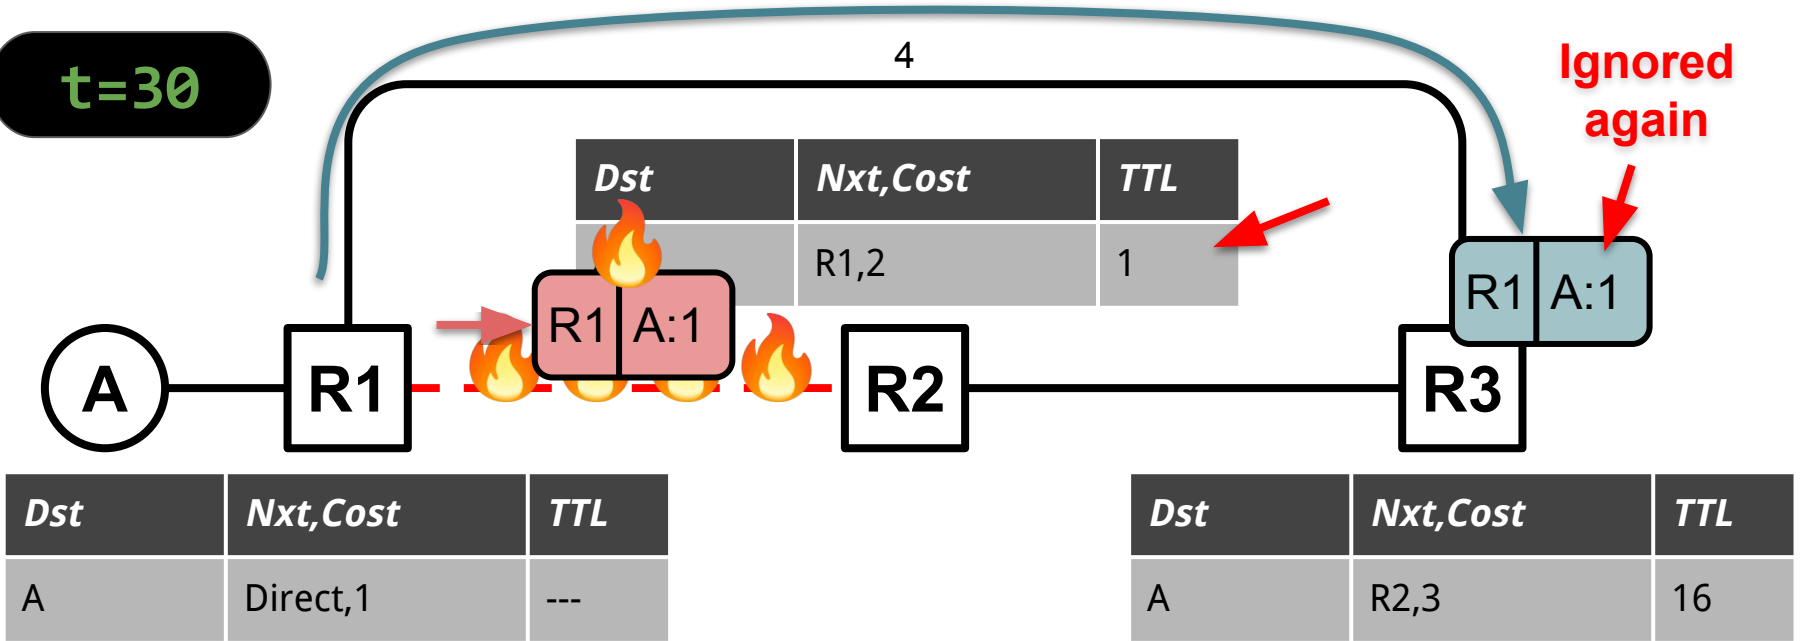 t=30
4
Ignored
again
Dst Nxt,Cost TTL
R1,2 1
R1 A:1
R1 A:1
A R1 R2 R3
Dst Nxt,Cost TTL
A Direct,1 ---
Dst Nxt,Cost TTL
A R2,3 16